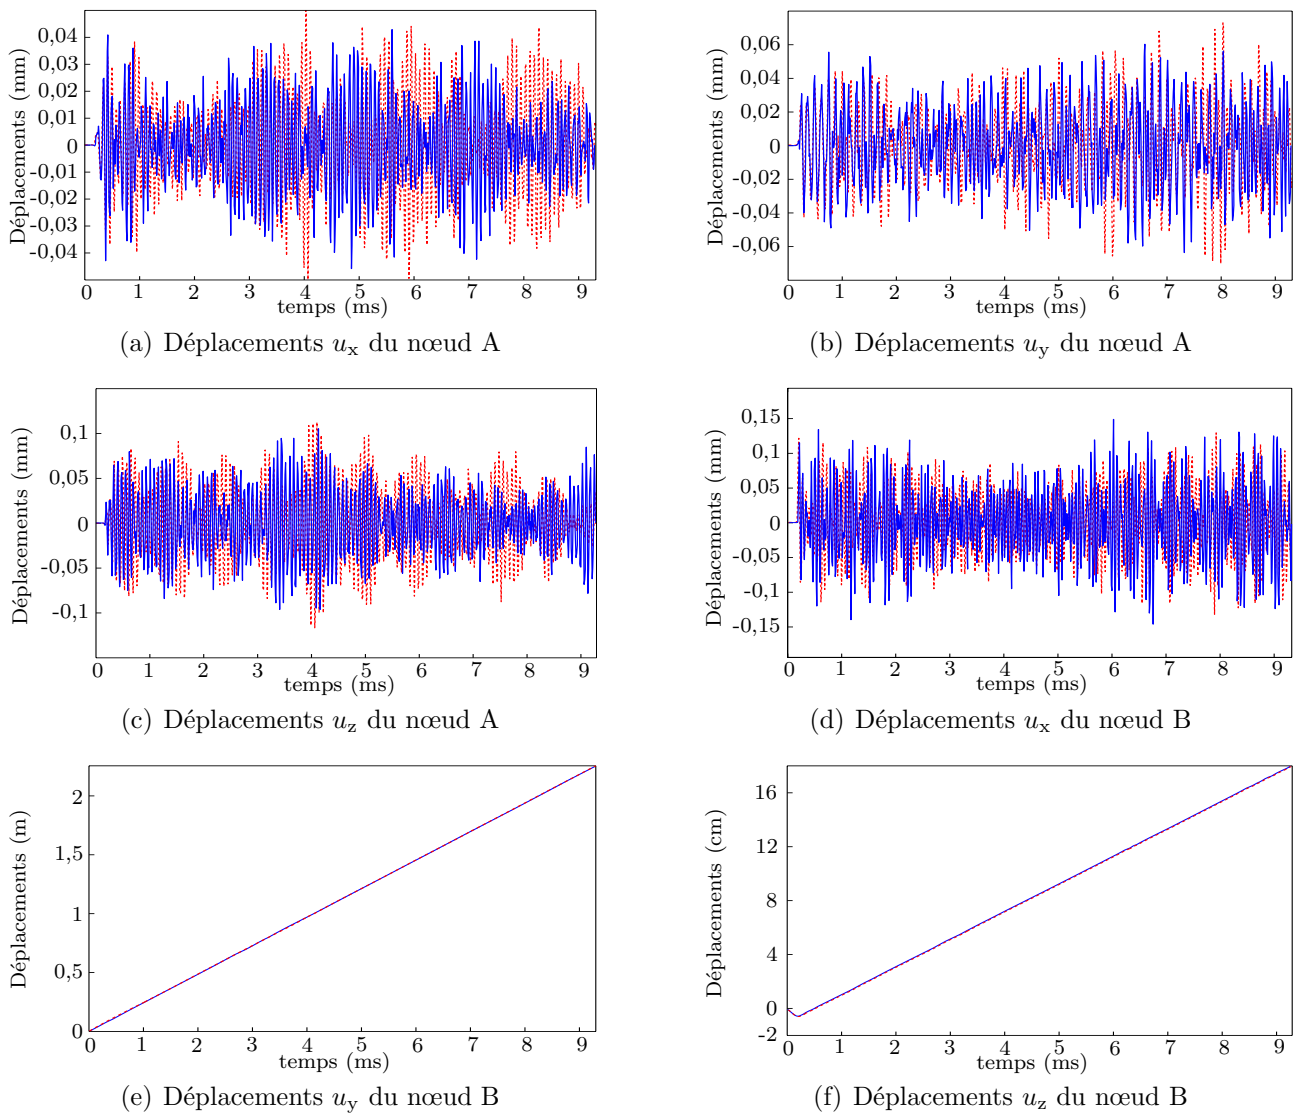 0,04
0,03
0,02
0,01
0
-0,01
-0,02
-0,03
-0,04
Déplacements (mm)
0 1 2 3 4 5 6 7 8 9
temps (ms)
(a) Déplacements uₓ du nœud A
0,06
0,04
0,02
0
-0,02
-0,04
-0,06
Déplacements (mm)
0 1 2 3 4 5 6 7 8 9
temps (ms)
(b) Déplacements u_y du nœud A
0,1
0,05
0
-0,05
-0,1
Déplacements (mm)
0 1 2 3 4 5 6 7 8 9
temps (ms)
(c) Déplacements u_z du nœud A
0,15
0,1
0,05
0
-0,05
-0,1
-0,15
Déplacements (mm)
0 1 2 3 4 5 6 7 8 9
temps (ms)
(d) Déplacements uₓ du nœud B
2
1,5
1
0,5
0
Déplacements (m)
0 1 2 3 4 5 6 7 8 9
temps (ms)
(e) Déplacements u_y du nœud B
16
12
8
4
0
-2
Déplacements (cm)
0 1 2 3 4 5 6 7 8 9
temps (ms)
(f) Déplacements u_z du nœud B